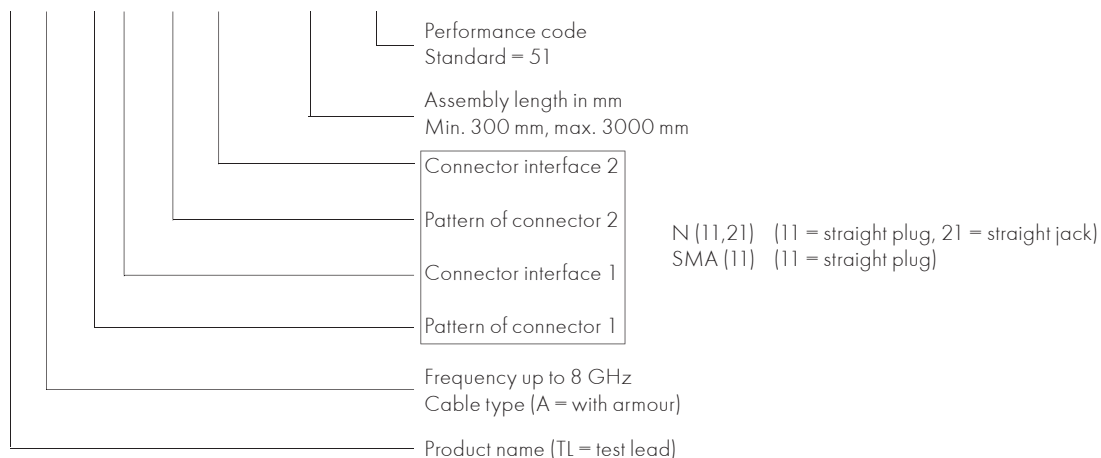 Performance code
Standard = 51
Assembly length in mm
Min. 300 mm, max. 3000 mm
Connector interface 2
Pattern of connector 2
N (11,21) (11 = straight plug, 21 = straight jack)
SMA (11) (11 = straight plug)
Connector interface 1
Pattern of connector 1
Frequency up to 8 GHz
Cable type (A = with armour)
Product name (TL = test lead)